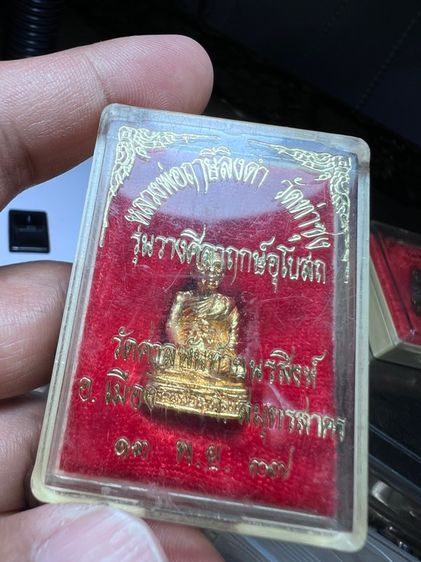 หลวงพ่อฤาษีลิงดำ วัดท่าซุง
รุ่นวางศิลาฤกษ์อุโบสถ
วัดศาลพันท้ายนรสิงห์
อ. เมือง สมุทรสาคร
๑๓ พ.ย. ๓๗